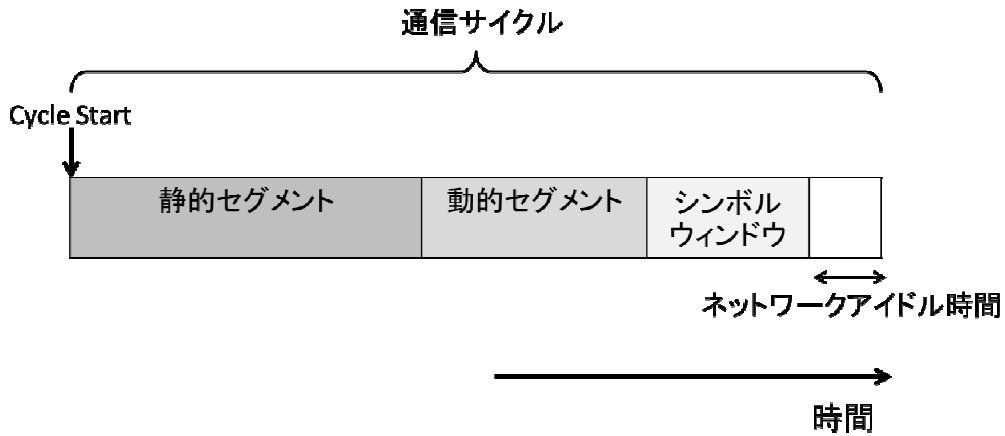 通信サイクル
Cycle Start
静的セグメント
動的セグメント
シンボル
ウィンドウ
ネットワークアイドル時間
時間